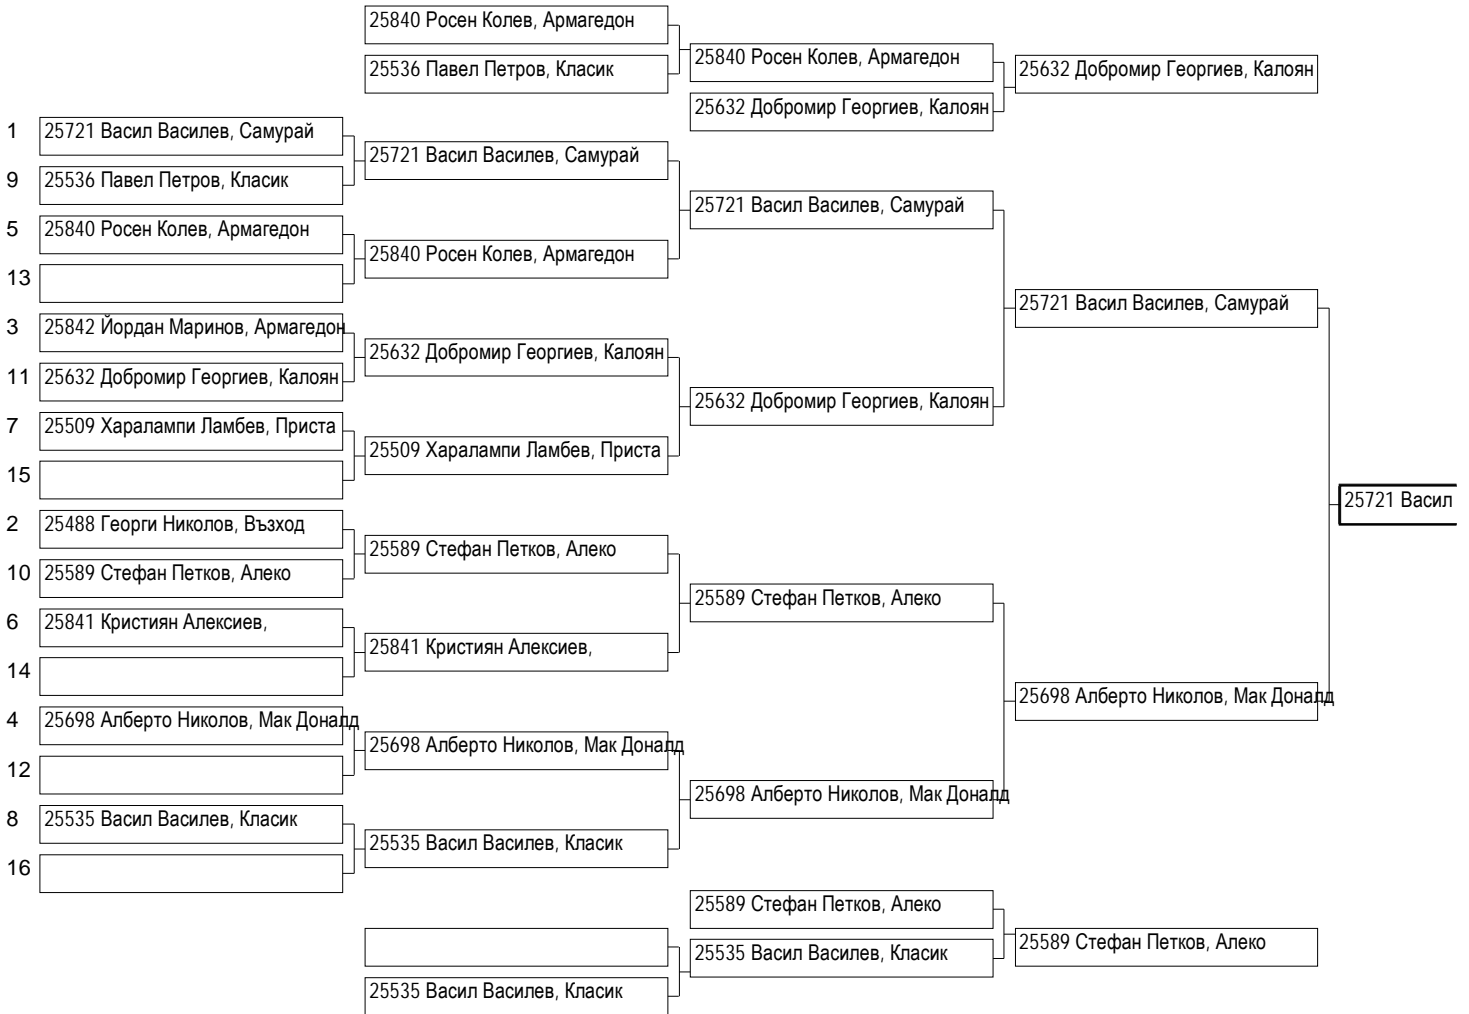 25840 Росен Колев, Армагедон
25536 Павел Петров, Класик
25840 Росен Колев, Армагедон
25632 Добромир Георгиев, Калоян
25632 Добромир Георгиев, Калоян
1 25721 Васил Василев, Самурай
9 25536 Павел Петров, Класик
5 25840 Росен Колев, Армагедон
13
3 25842 Йордан Маринов, Армагедон
11 25632 Добромир Георгиев, Калоян
7 25509 Харалампи Ламбев, Приста
15
2 25488 Георги Николов, Възход
10 25589 Стефан Петков, Алеко
6 25841 Кристиян Алексиев,
14
4 25698 Алберто Николов, Мак Доналд
12
8 25535 Васил Василев, Класик
16
25721 Васил Василев, Самурай
25840 Росен Колев, Армагедон
25632 Добромир Георгиев, Калоян
25509 Харалампи Ламбев, Приста
25589 Стефан Петков, Алеко
25841 Кристиян Алексиев,
25698 Алберто Николов, Мак Доналд
25535 Васил Василев, Класик
25721 Васил Василев, Самурай
25632 Добромир Георгиев, Калоян
25589 Стефан Петков, Алеко
25698 Алберто Николов, Мак Доналд
25721 Васил Василев, Самурай
25698 Алберто Николов, Мак Доналд
25721 Васил
25535 Васил Василев, Класик
25589 Стефан Петков, Алеко
25535 Васил Василев, Класик
25589 Стефан Петков, Алеко